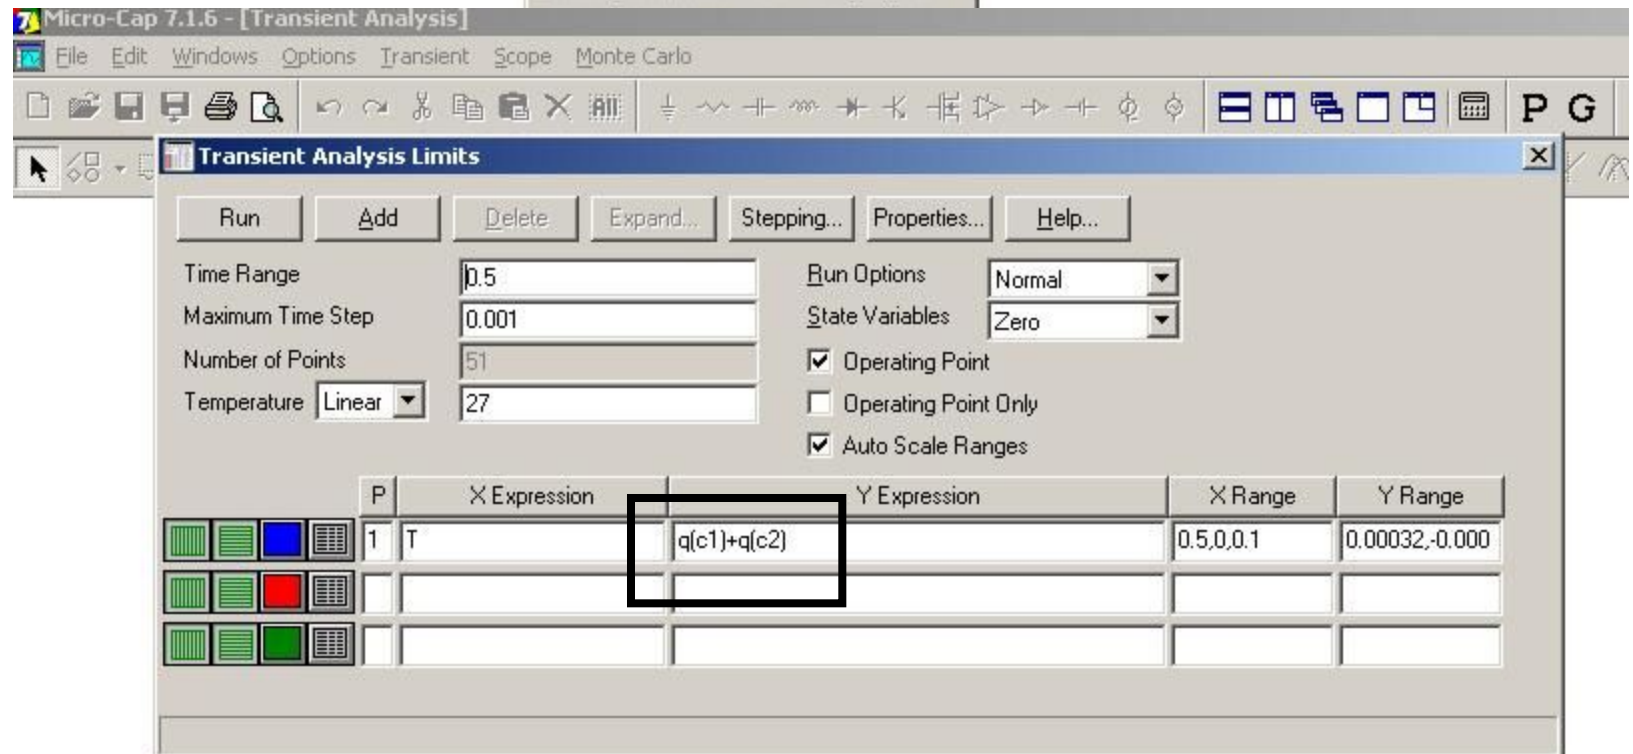 Micro-Cap 7.1.6 - [Transient Analysis]
File Edit Windows Options Transient Scope Monte Carlo
P G
Transient Analysis Limits
Run Add Delete Expand... Stepping... Properties... Help...
Time Range 0.5 Run Options Normal
Maximum Time Step 0.001 State Variables Zero
Number of Points 51 Operating Point
Temperature Linear 27 Operating Point Only
Auto Scale Ranges
P X Expression Y Expression X Range Y Range
1 T q(c1)+q(c2) 0.5,0,0.1 0.00032,-0.000